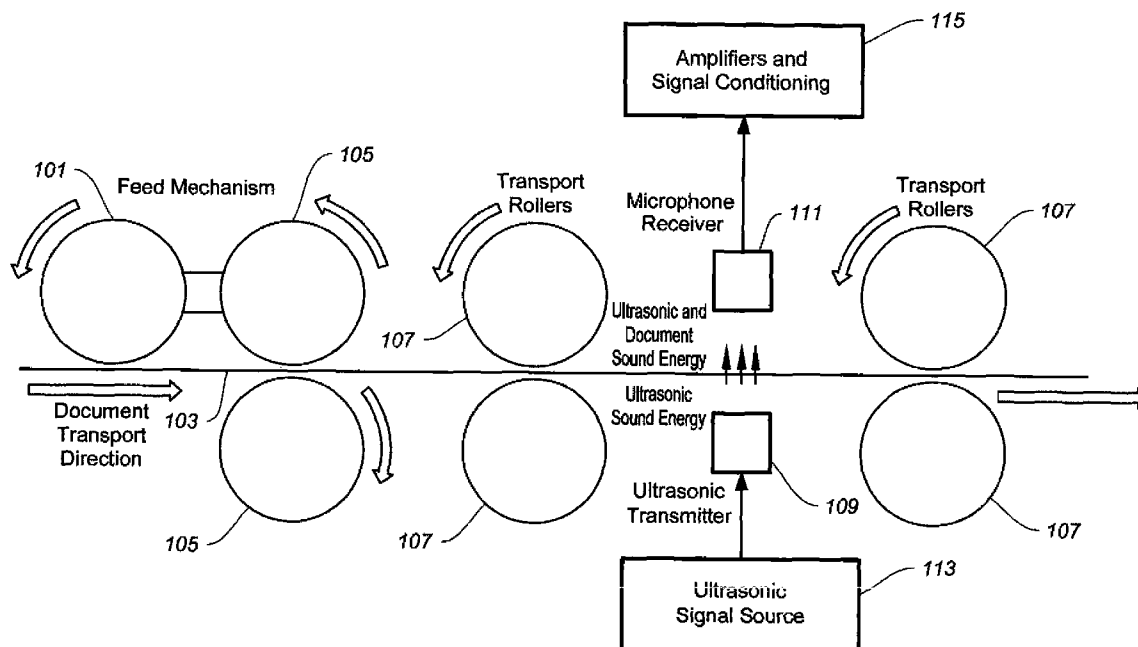 115
Amplifiers and
Signal Conditioning
101
Feed Mechanism
105
Transport
Rollers
Microphone
Receiver
111
Transport
Rollers
107
107
Ultrasonic and
Document
Sound Energy
Document
Transport
Direction
103
Ultrasonic
Sound Energy
105
107
Ultrasonic
Transmitter
109
107
113
Ultrasonic
Signal Source